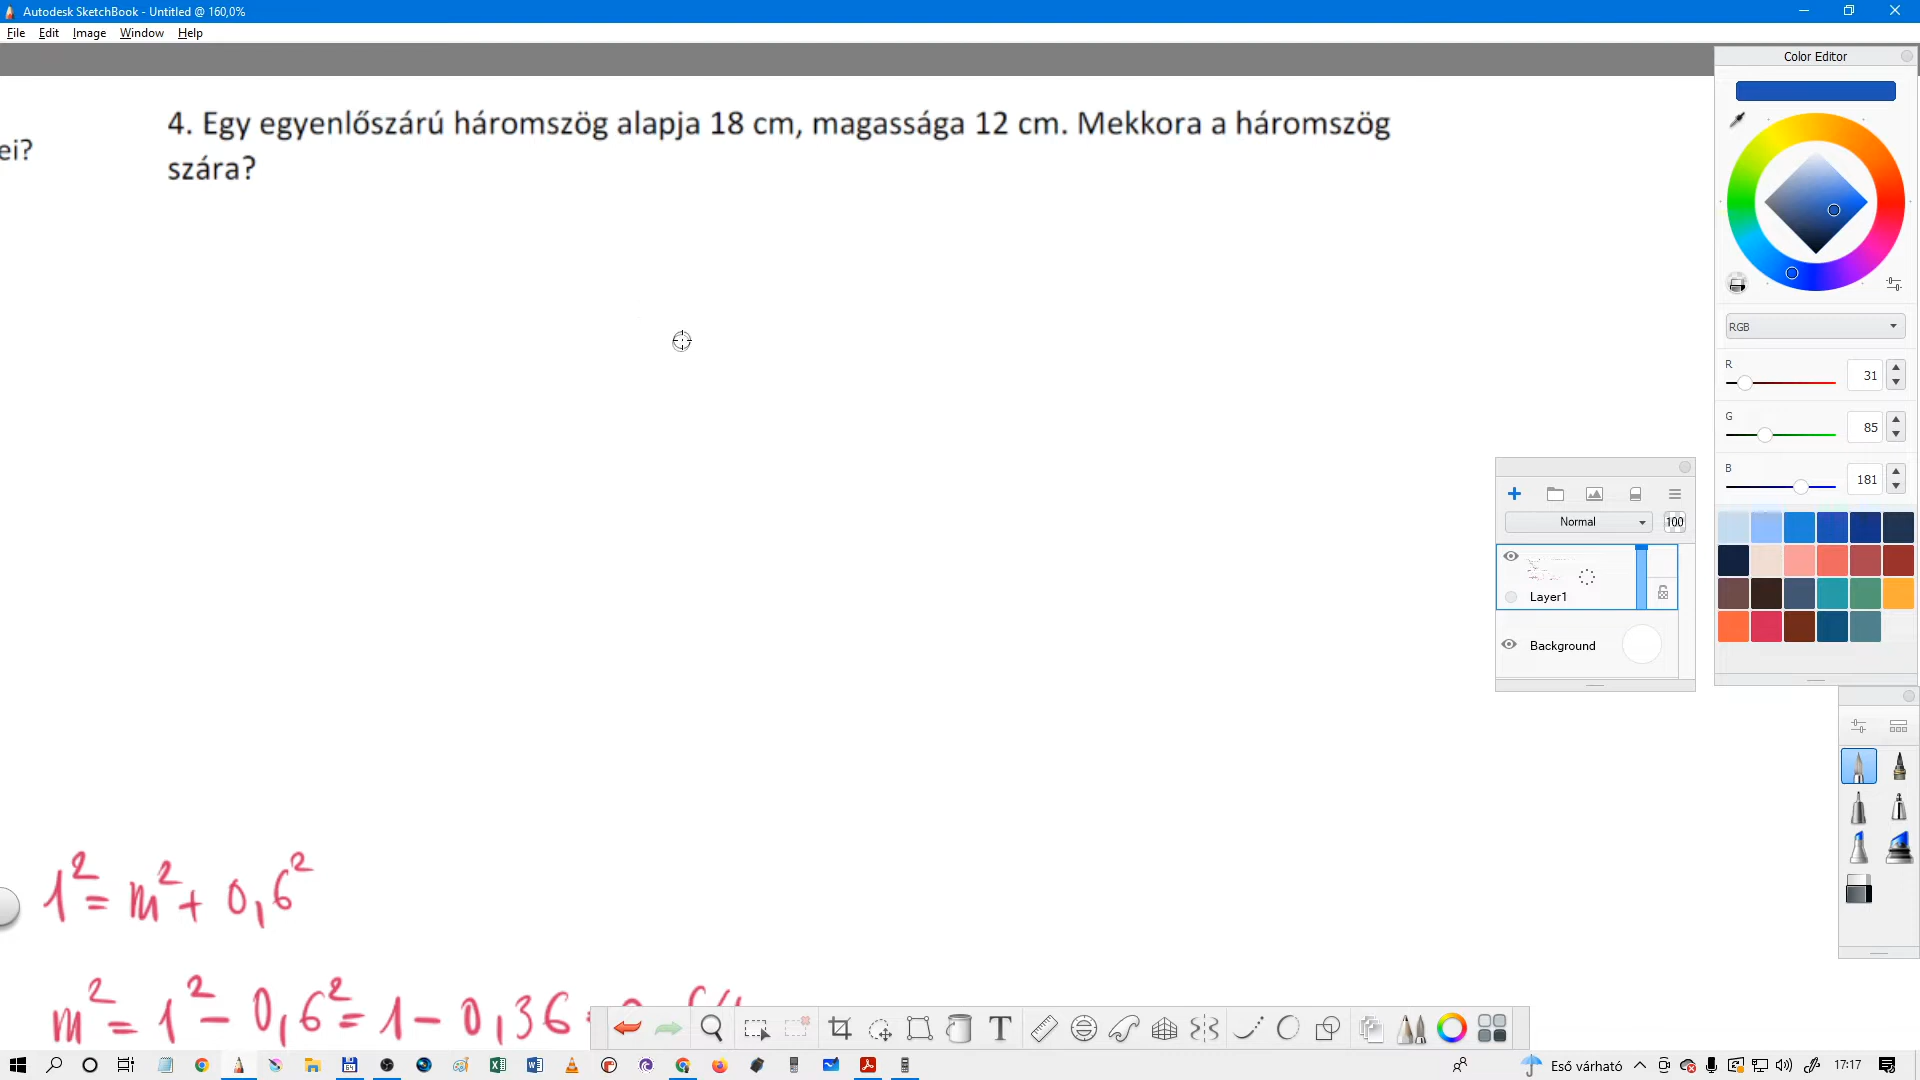 Autodesk SketchBook - Untitled @ 160,0%
File Edit Image Window Help
Color Editor
4. Egy egyenlőszárú háromszög alapja 18 cm, magassága 12 cm. Mekkora a háromszög
szára?
ei?
RGB
R
31
G
85
B
181
Normal
100
Layer1
Background
1² = m² + 0,6²
m² = 1² - 0,6² = 1 - 0,36
T
64
Eső várható
17:17